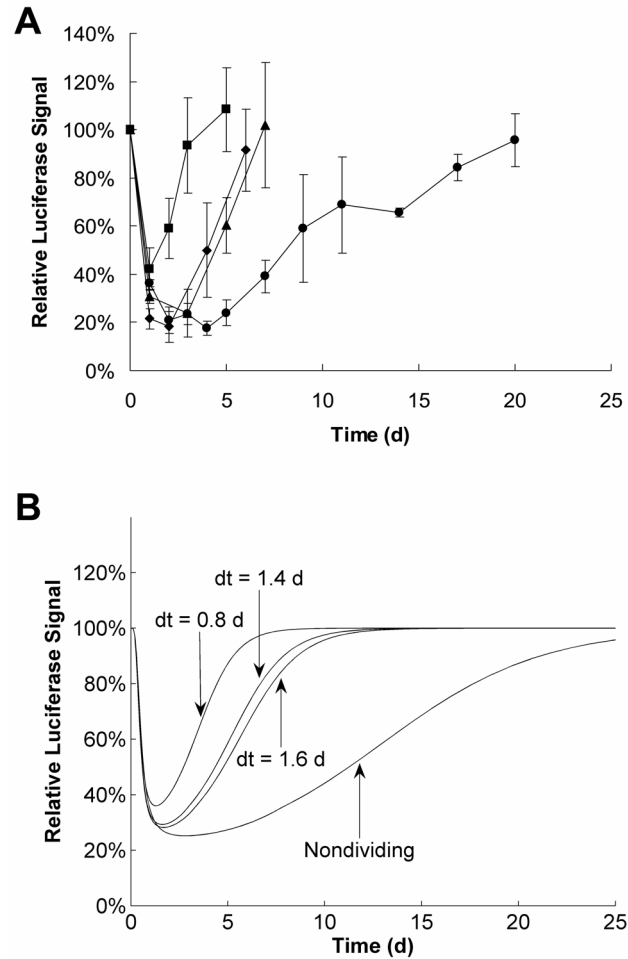 A
140%
120%
100%
80%
60%
40%
20%
0%
Relative Luciferase Signal
0 5 10 15 20 25
Time (d)
B
120%
100%
80%
60%
40%
20%
0%
Relative Luciferase Signal
dt = 1.4 d
dt = 0.8 d
dt = 1.6 d
Nondividing
0 5 10 15 20 25
Time (d)